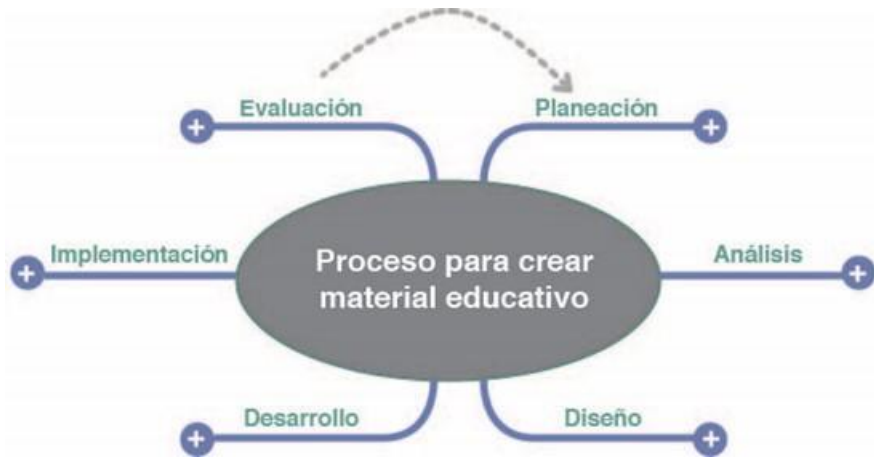 Evaluación
Planeación
Implementación
Proceso para crear
material educativo
Análisis
Desarrollo
Diseño